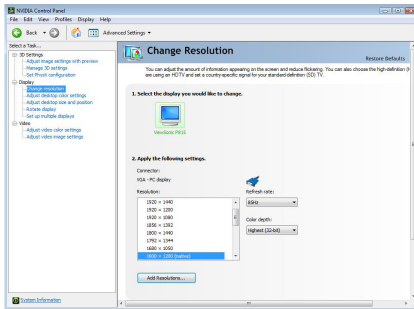 NVIDIA Control Panel
File Edit View Profiles Display Help
Back Advanced Settings
Select a Task...
3D Settings
Adjust image settings with preview
Manage 3D settings
Set PhysX configuration
Display
Change resolution
Adjust desktop color settings
Adjust desktop size and position
Rotate display
Set up multiple displays
Video
Adjust video color settings
Adjust video image settings
System Information
Change Resolution
Restore Defaults
You can adjust the amount of information appearing on the screen and reduce flickering. You can also choose the high-definition (H
are using an HDTV and set a country-specific signal for your standard-definition (SD) TV.
1. Select the display you would like to change.
ViewSonic P815
2. Apply the following settings.
Connector:
VGA - PC display
Resolution:
1920 × 1440
1920 × 1200
1920 × 1080
1856 × 1392
1800 × 1440
1792 × 1344
1680 × 1050
1600 × 1200 (native)
Refresh rate:
85Hz
Color depth:
Highest (32-bit)
Add Resolutions...